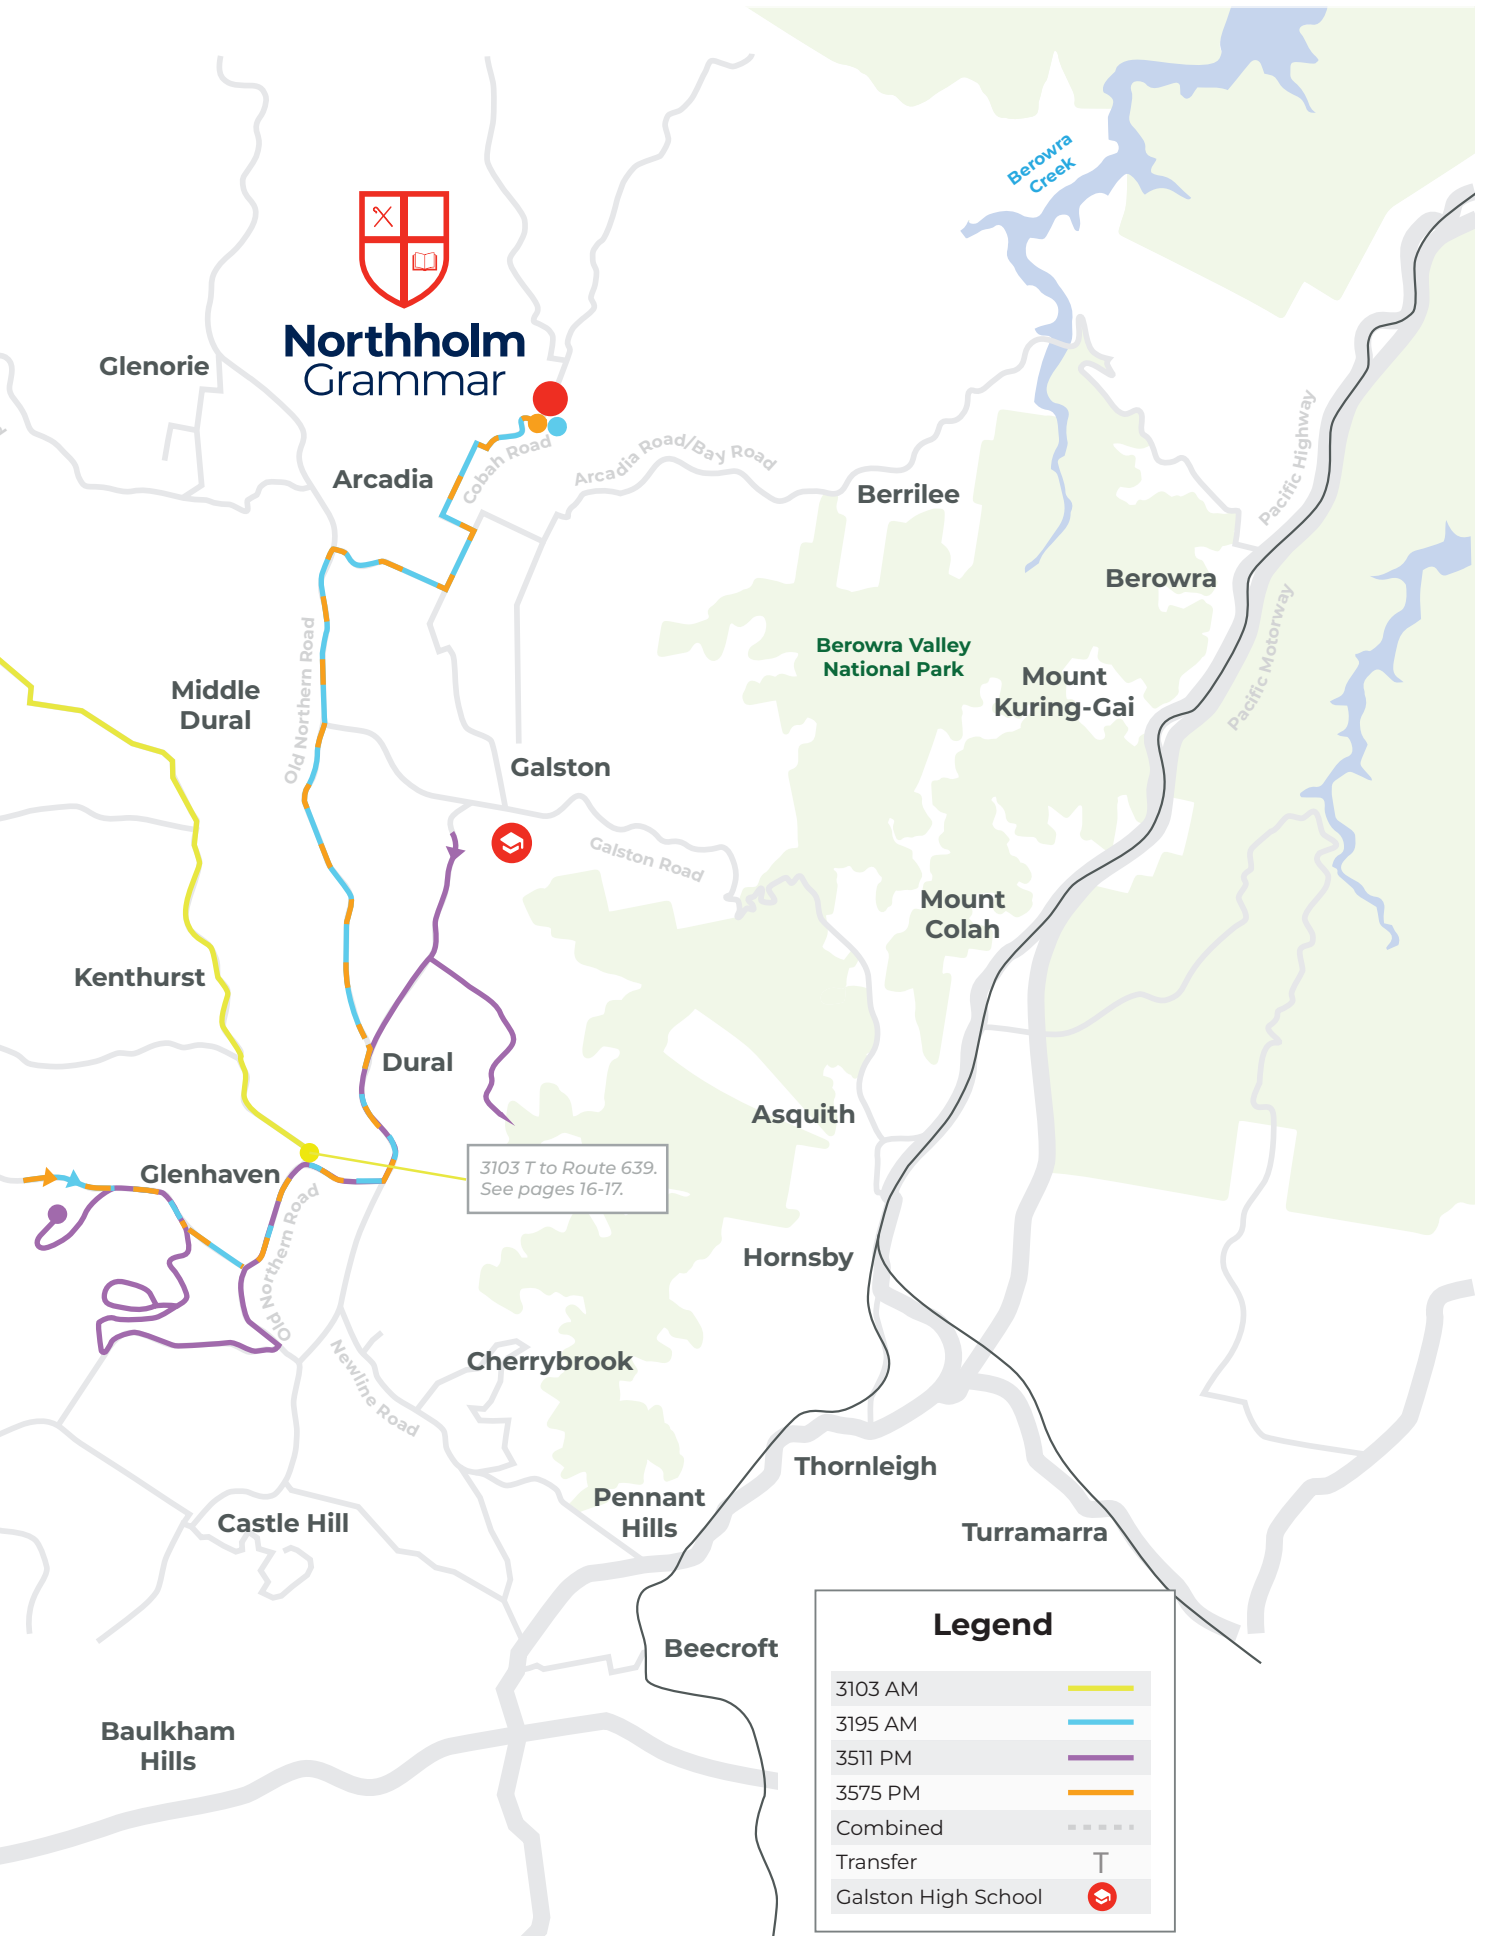 Berowra
Creek
Northholm
Grammar
Glenorie
Cobah Road
Arcadia Road/Bay Road
Arcadia
Berrilee
Pacific Highway
Berowra
Old Northern Road
Berowra Valley
National Park
Pacific Motorway
Middle
Dural
Mount
Kuring-Gai
Galston
Galston Road
Mount
Colah
Kenthurst
Dural
Asquith
3103 T to Route 639.
See pages 16-17.
Glenhaven
Old Northern Road
Hornsby
Newline Road
Cherrybrook
Thornleigh
Pennant
Hills
Castle Hill
Turramarra
Beecroft
Baulkham
Hills
Legend
3103 AM
3195 AM
3511 PM
3575 PM
Combined
Transfer T
Galston High School